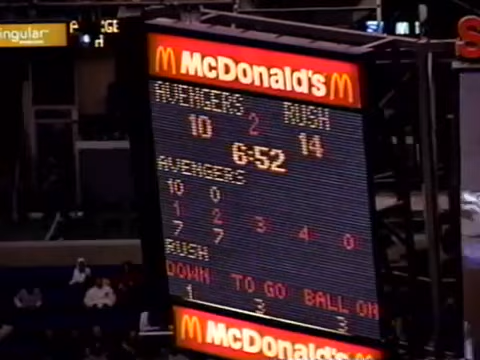 ingular
McDonald's
AVENGERS 2 RUSH
10 14
6:52
AVENGERS
10 0
1 2 3 4 0
7 7
RUSH
DOWN TO GO BALL ON
1 3 3
McDonald's